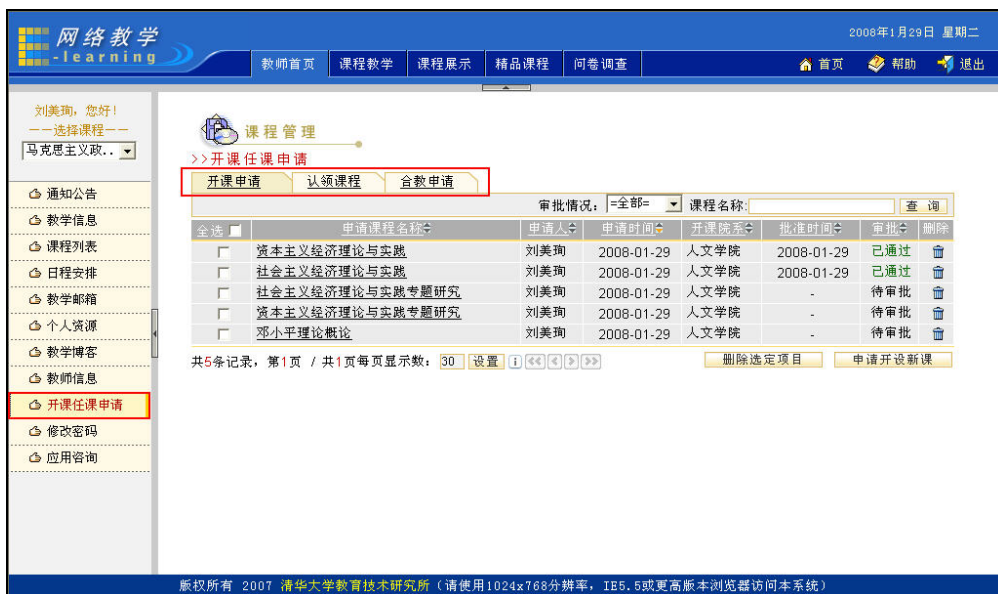 网络教学
-learning
2008年1月29日 星期二
教师首页 课程教学 课程展示 精品课程 问卷调查 首页 帮助 退出
刘美珣，您好！
——选择课程——
马克思主义政..
通知公告
教学信息
课程列表
日程安排
教学邮箱
个人资源
教学博客
教师信息
开课任课申请
修改密码
应用咨询
课程管理
>>开课任课申请
开课申请 认领课程 合教申请
审批情况： =全部= 课程名称: 查 询
全选 申请课程名称 申请人 申请时间 开课院系 批准时间 审批 删除
资本主义经济理论与实践 刘美珣 2008-01-29 人文学院 2008-01-29 已通过
社会主义经济理论与实践 刘美珣 2008-01-29 人文学院 2008-01-29 已通过
社会主义经济理论与实践专题研究 刘美珣 2008-01-29 人文学院 - 待审批
资本主义经济理论与实践专题研究 刘美珣 2008-01-29 人文学院 - 待审批
邓小平理论概论 刘美珣 2008-01-29 人文学院 - 待审批
共5条记录，第1页 / 共1页每页显示数： 30 设置 删除选定项目 申请开设新课
版权所有 2007 清华大学教育技术研究所（请使用1024x768分辨率，IE5.5或更高版本浏览器访问本系统）